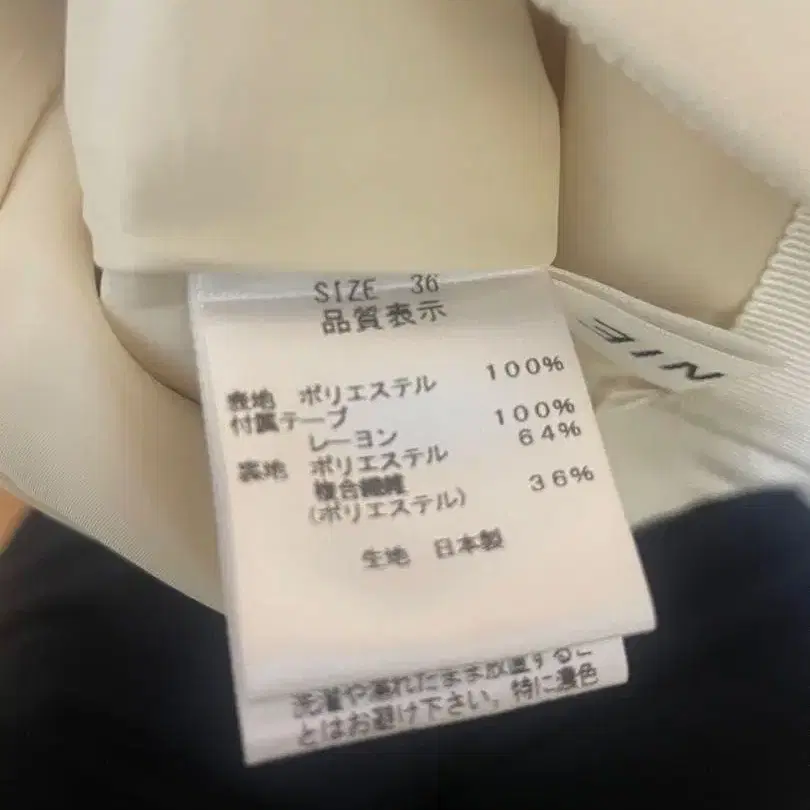 SIZE 36
品質表示
表地 ポリエステル 100%
付属テープ
レーヨン 100%
裏地 ポリエステル 64%
複合繊維
(ポリエステル) 36%
生地 日本製
洗濯や濡れたまま放置するこ
とはお避け下さい。特に濃色
NIE